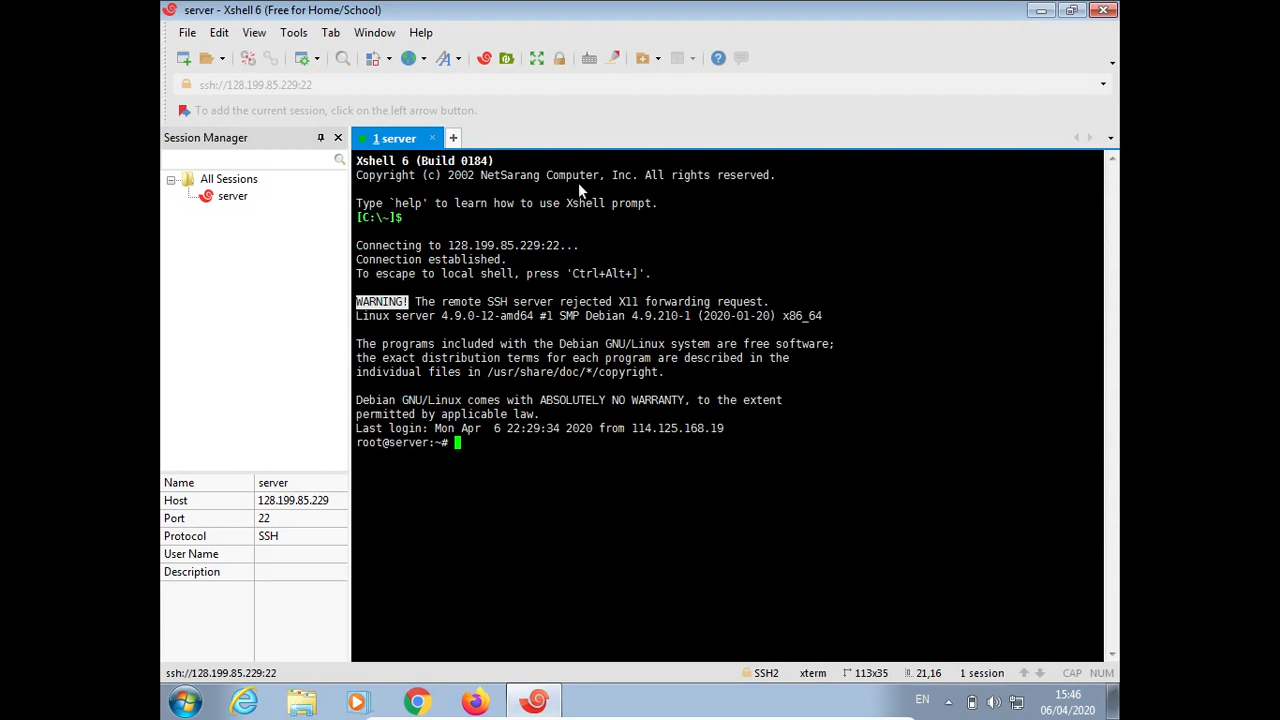 server - Xshell 6 (Free for Home/School)
File Edit View Tools Tab Window Help
ssh://128.199.85.229:22
To add the current session, click on the left arrow button.
Session Manager
1 server
All Sessions
server
Xshell 6 (Build 0184)
Copyright (c) 2002 NetSarang Computer, Inc. All rights reserved.
Type `help' to learn how to use Xshell prompt.
[C:\~]$
Connecting to 128.199.85.229:22...
Connection established.
To escape to local shell, press 'Ctrl+Alt+]'.
WARNING! The remote SSH server rejected X11 forwarding request.
Linux server 4.9.0-12-amd64 #1 SMP Debian 4.9.210-1 (2020-01-20) x86_64
The programs included with the Debian GNU/Linux system are free software;
the exact distribution terms for each program are described in the
individual files in /usr/share/doc/*/copyright.
Debian GNU/Linux comes with ABSOLUTELY NO WARRANTY, to the extent
permitted by applicable law.
Last login: Mon Apr  6 22:29:34 2020 from 114.125.168.19
root@server:~#
Name server
Host 128.199.85.229
Port 22
Protocol SSH
User Name
Description
ssh://128.199.85.229:22
SSH2 xterm 113x35 21,16 1 session CAP NUM
EN
15:46
06/04/2020